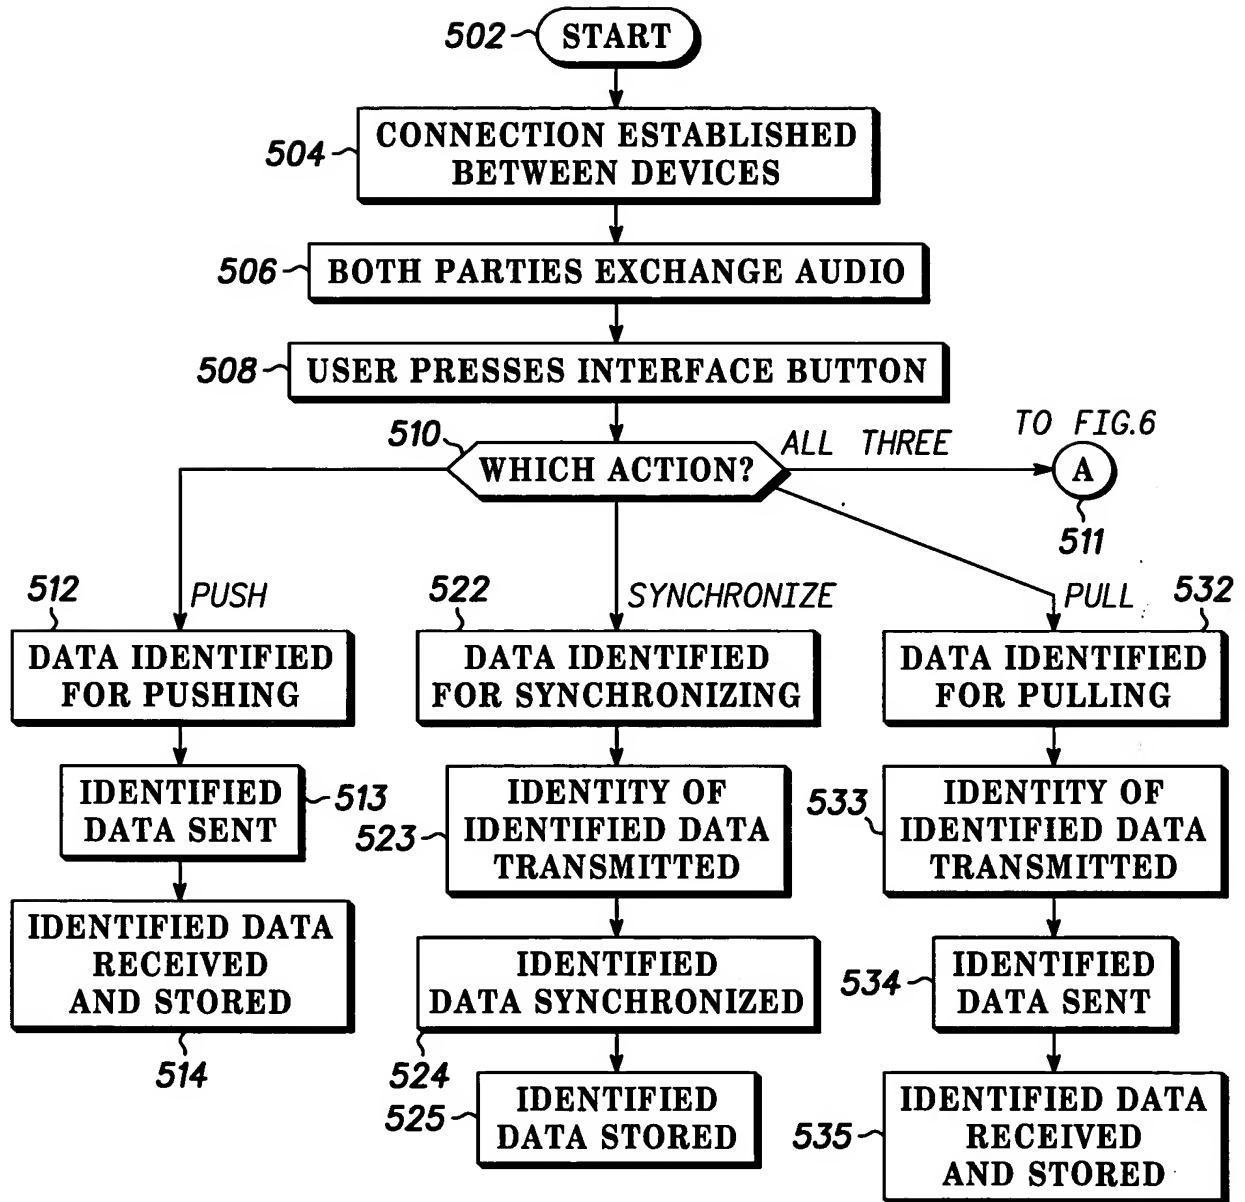 502
START
504
CONNECTION ESTABLISHED
BETWEEN DEVICES
506
BOTH PARTIES EXCHANGE AUDIO
508
USER PRESSES INTERFACE BUTTON
510
WHICH ACTION?
ALL THREE
TO FIG.6
A
511
512
PUSH
DATA IDENTIFIED
FOR PUSHING
IDENTIFIED
DATA SENT
513
IDENTIFIED DATA
RECEIVED
AND STORED
514
522
SYNCHRONIZE
DATA IDENTIFIED
FOR SYNCHRONIZING
523
IDENTITY OF
IDENTIFIED DATA
TRANSMITTED
IDENTIFIED
DATA SYNCHRONIZED
524
525
IDENTIFIED
DATA STORED
PULL
532
DATA IDENTIFIED
FOR PULLING
533
IDENTITY OF
IDENTIFIED DATA
TRANSMITTED
534
IDENTIFIED
DATA SENT
535
IDENTIFIED DATA
RECEIVED
AND STORED